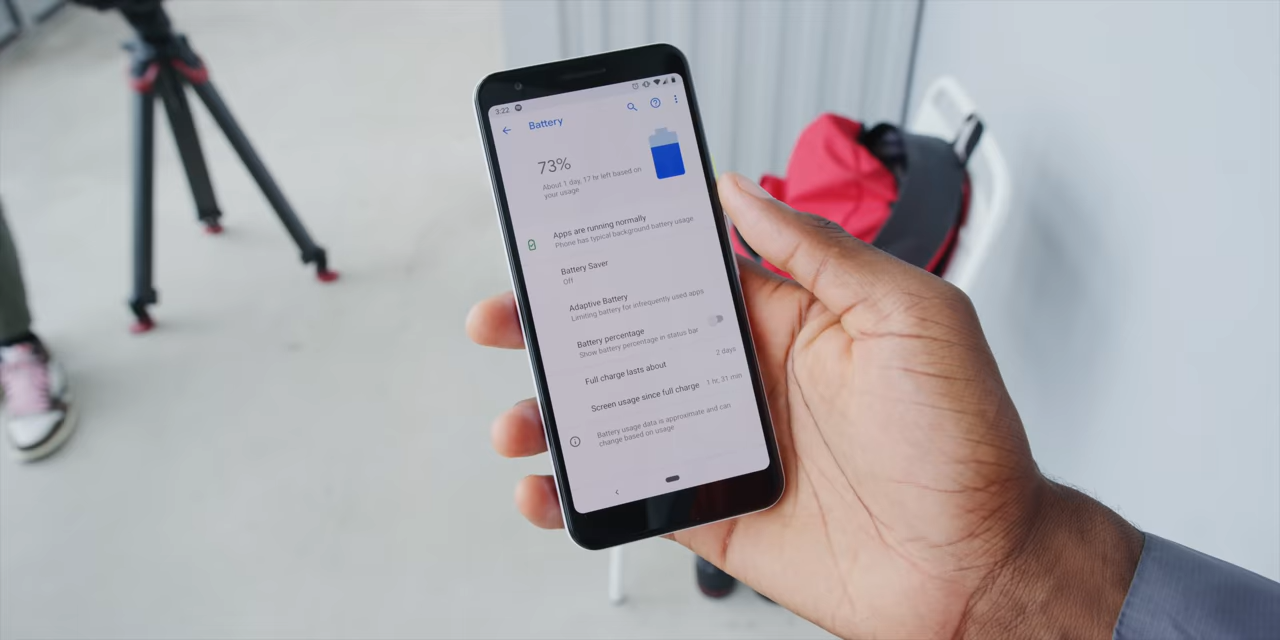 3:22
Battery
73%
About 1 day, 17 hr left based on
your usage
Apps are running normally
Phone has typical background battery usage
Battery Saver
Off
Adaptive Battery
Limiting battery for infrequently used apps
Battery percentage
Show battery percentage in status bar
Full charge lasts about 2 days
Screen usage since full charge 1 hr, 31 min
Battery usage data is approximate and can
change based on usage